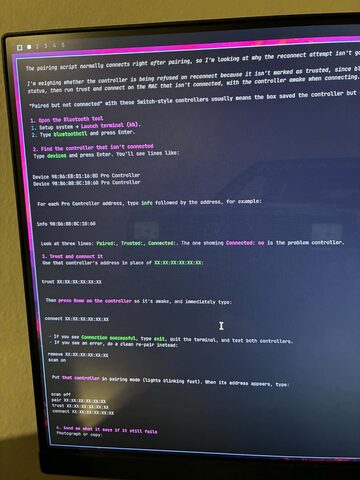 1 2 3 4 5
The pairing script normally connects right after pairing, so I'm looking at why the reconnect attempt isn't
I'm weighing whether the controller is being refused on reconnect because it isn't marked as trusted, since
status, then run trust and connect on the MAC that isn't connected, with the controller awake when connecting.
"Paired but not connected" with these Switch-style controllers usually means the box saved the controller but
1. Open the Bluetooth tool
1. Setup system → Launch terminal (kb).
2. Type bluetoothctl and press Enter.
2. Find the controller that isn't connected
Type devices and press Enter. You'll see lines like:
Device 98:B6:E8:D1:16:BD Pro Controller
Device 98:B6:B8:8C:10:60 Pro Controller
For each Pro Controller address, type info followed by the address, for example:
info 98:B6:B8:8C:10:60
Look at three lines: Paired:, Trusted:, Connected:. The one showing Connected: no is the problem controller.
3. Trust and connect it
Use that controller's address in place of XX:XX:XX:XX:XX:XX:
trust XX:XX:XX:XX:XX:XX
Then press Home on the controller so it's awake, and immediately type:
connect XX:XX:XX:XX:XX:XX
- If you see Connection successful, type exit, quit the terminal, and test both controllers.
- If you see an error, do a clean re-pair instead:
remove XX:XX:XX:XX:XX:XX
scan on
Put that controller in pairing mode (lights blinking fast). When its address appears, type:
scan off
pair XX:XX:XX:XX:XX:XX
trust XX:XX:XX:XX:XX:XX
connect XX:XX:XX:XX:XX:XX
4. Send me what it says if it still fails
Photograph or copy: